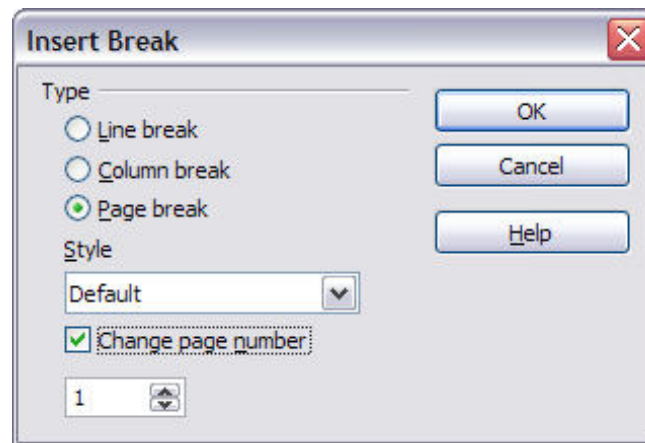 Insert Break
Type
Line break
Column break
Page break
Style
Default
Change page number
1
OK
Cancel
Help